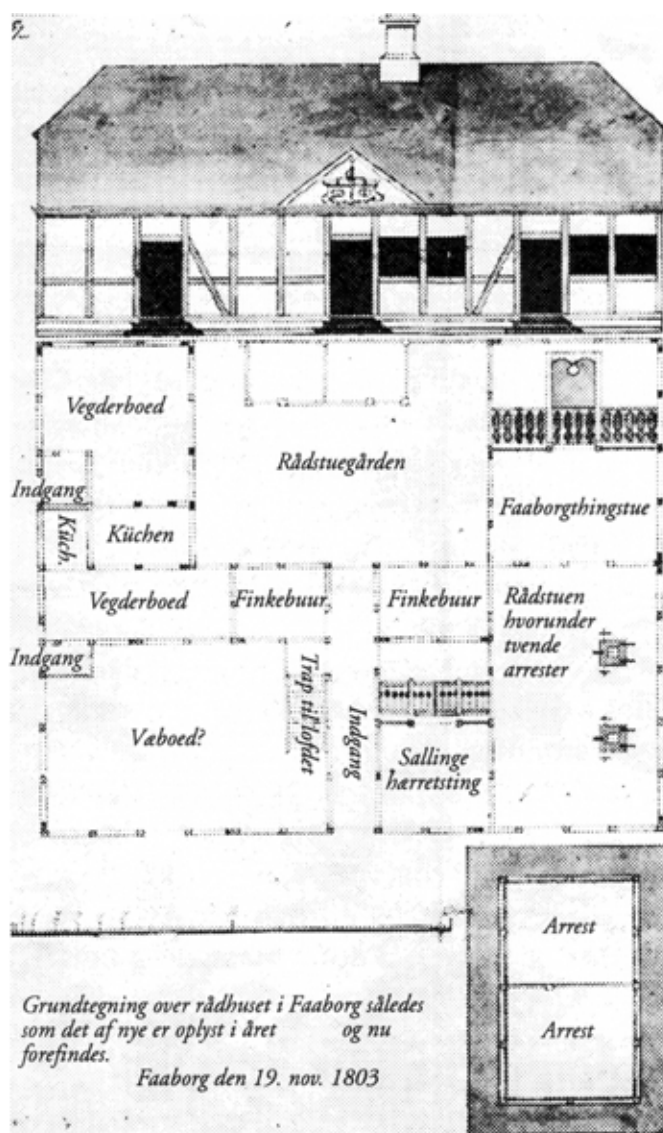 Vegderboed
Rådstuegården
Indgang
Küch.
Küchen
Faaborgthingstue
Vegderboed
Finkebuur
Finkebuur
Rådstuen
hvorunder
tvende
arrester
Indgang
Trap til lofdet
Indgang
Væboed?
Sallinge
hærretsting
Arrest
Arrest
Grundtegning over rådhuset i Faaborg således
som det af nye er oplyst i året og nu
forefindes.
Faaborg den 19. nov. 1803